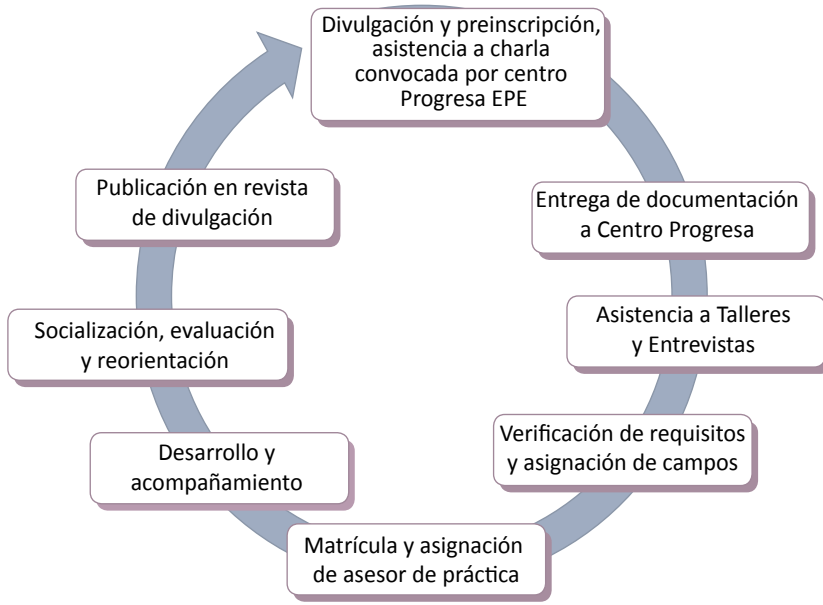 Divulgación y preinscripción,
asistencia a charla
convocada por centro
Progresa EPE
Entrega de documentación
a Centro Progresa
Asistencia a Talleres
y Entrevistas
Verificación de requisitos
y asignación de campos
Matrícula y asignación
de asesor de práctica
Desarrollo y
acompañamiento
Socialización, evaluación
y reorientación
Publicación en revista
de divulgación